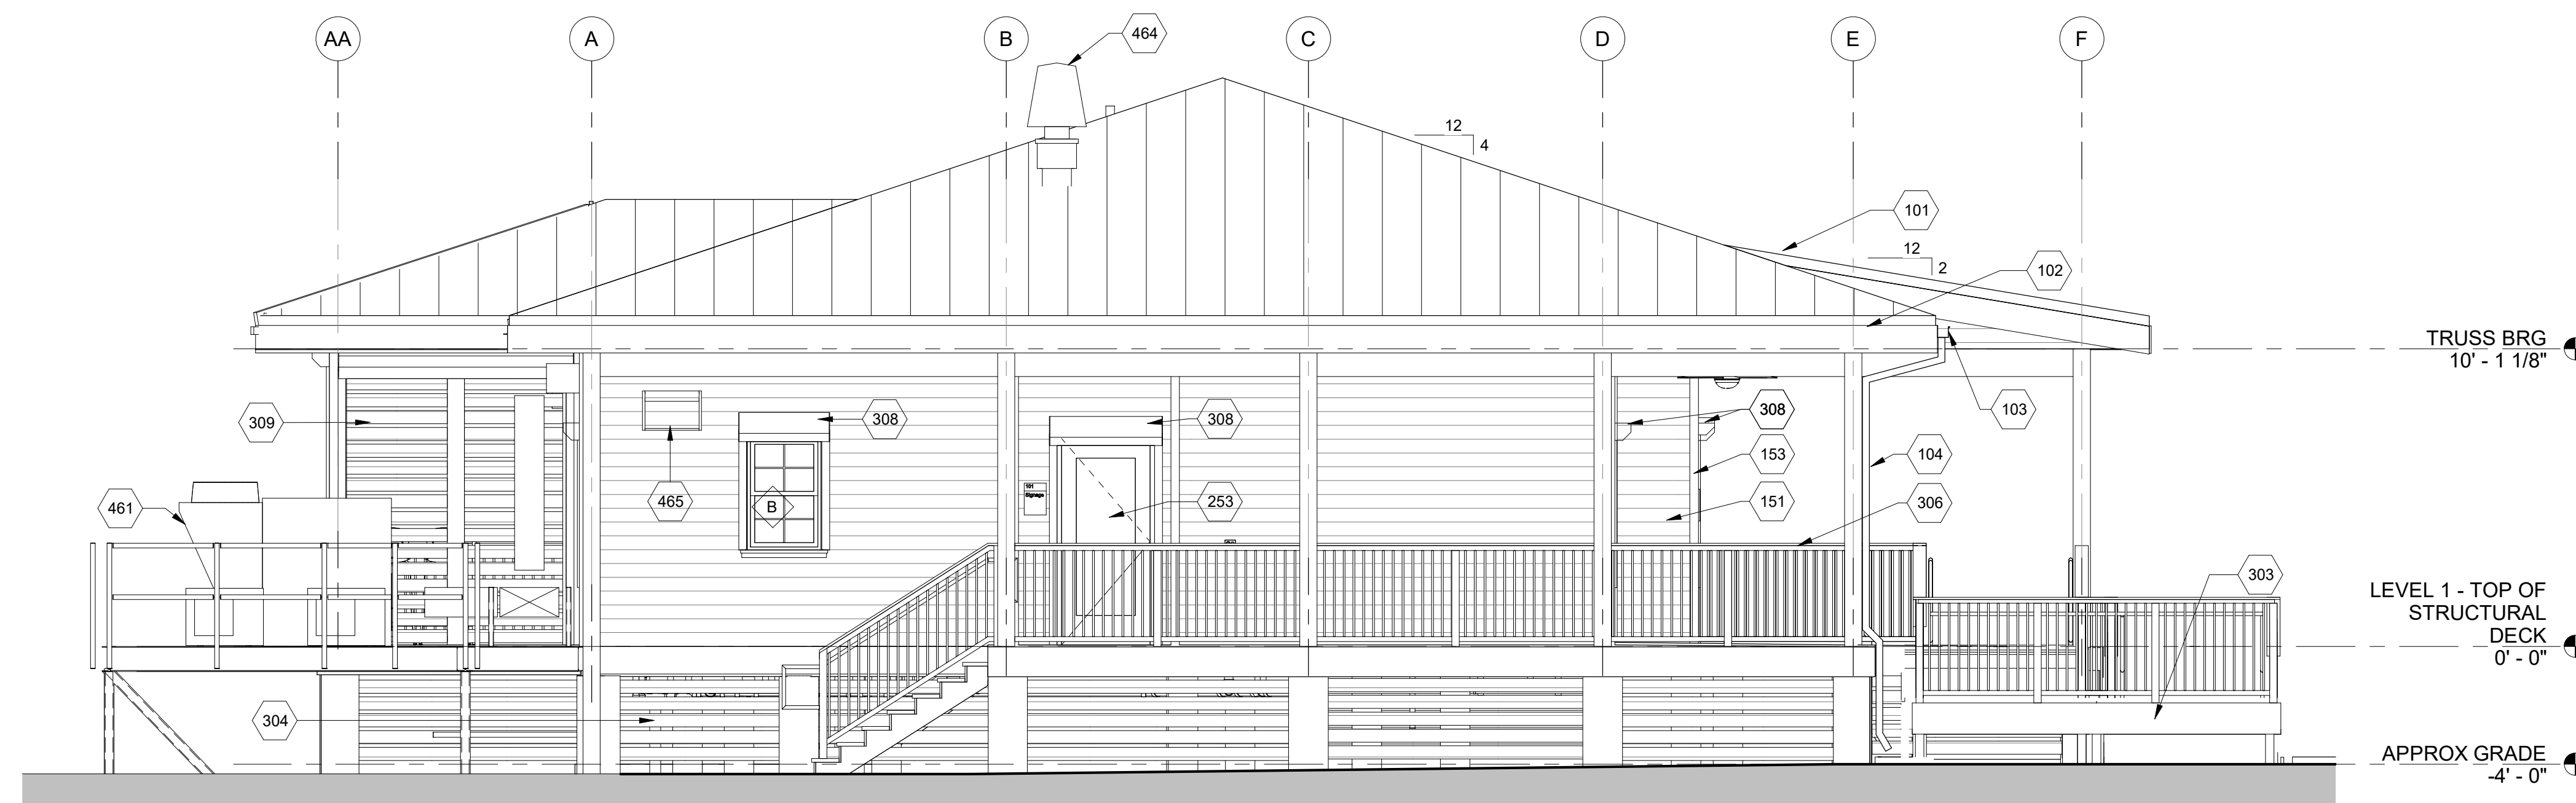 AA
A
B
C
D
E
F
464
12
4
101
12
2
102
TRUSS BRG
10' - 1 1/8"
103
309
308
308
308
153
104
465
461
B
101
Signage
253
151
306
303
LEVEL 1 - TOP OF
STRUCTURAL
DECK
0' - 0"
304
APPROX GRADE
-4' - 0"